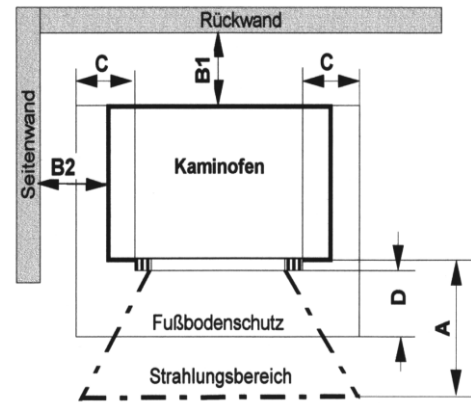 Rückwand
C
B1
C
Seitenwand
B2
Kaminofen
D
A
Fußbodenschutz
Strahlungsbereich